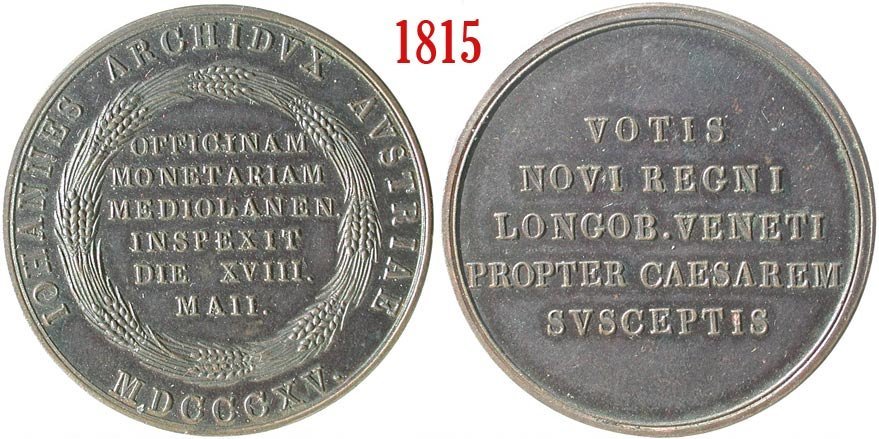 1815
IOHANNES ARCHIDVX AVSTRIAE
OFFICINAM
MONETARIAM
MEDIOLANEN.
INSPEXIT
DIE XVIII.
MAII.
MDCCCXV.
VOTIS
NOVI REGNI
LONGOB. VENETI
PROPTER CAESAREM
SVSCEPTIS